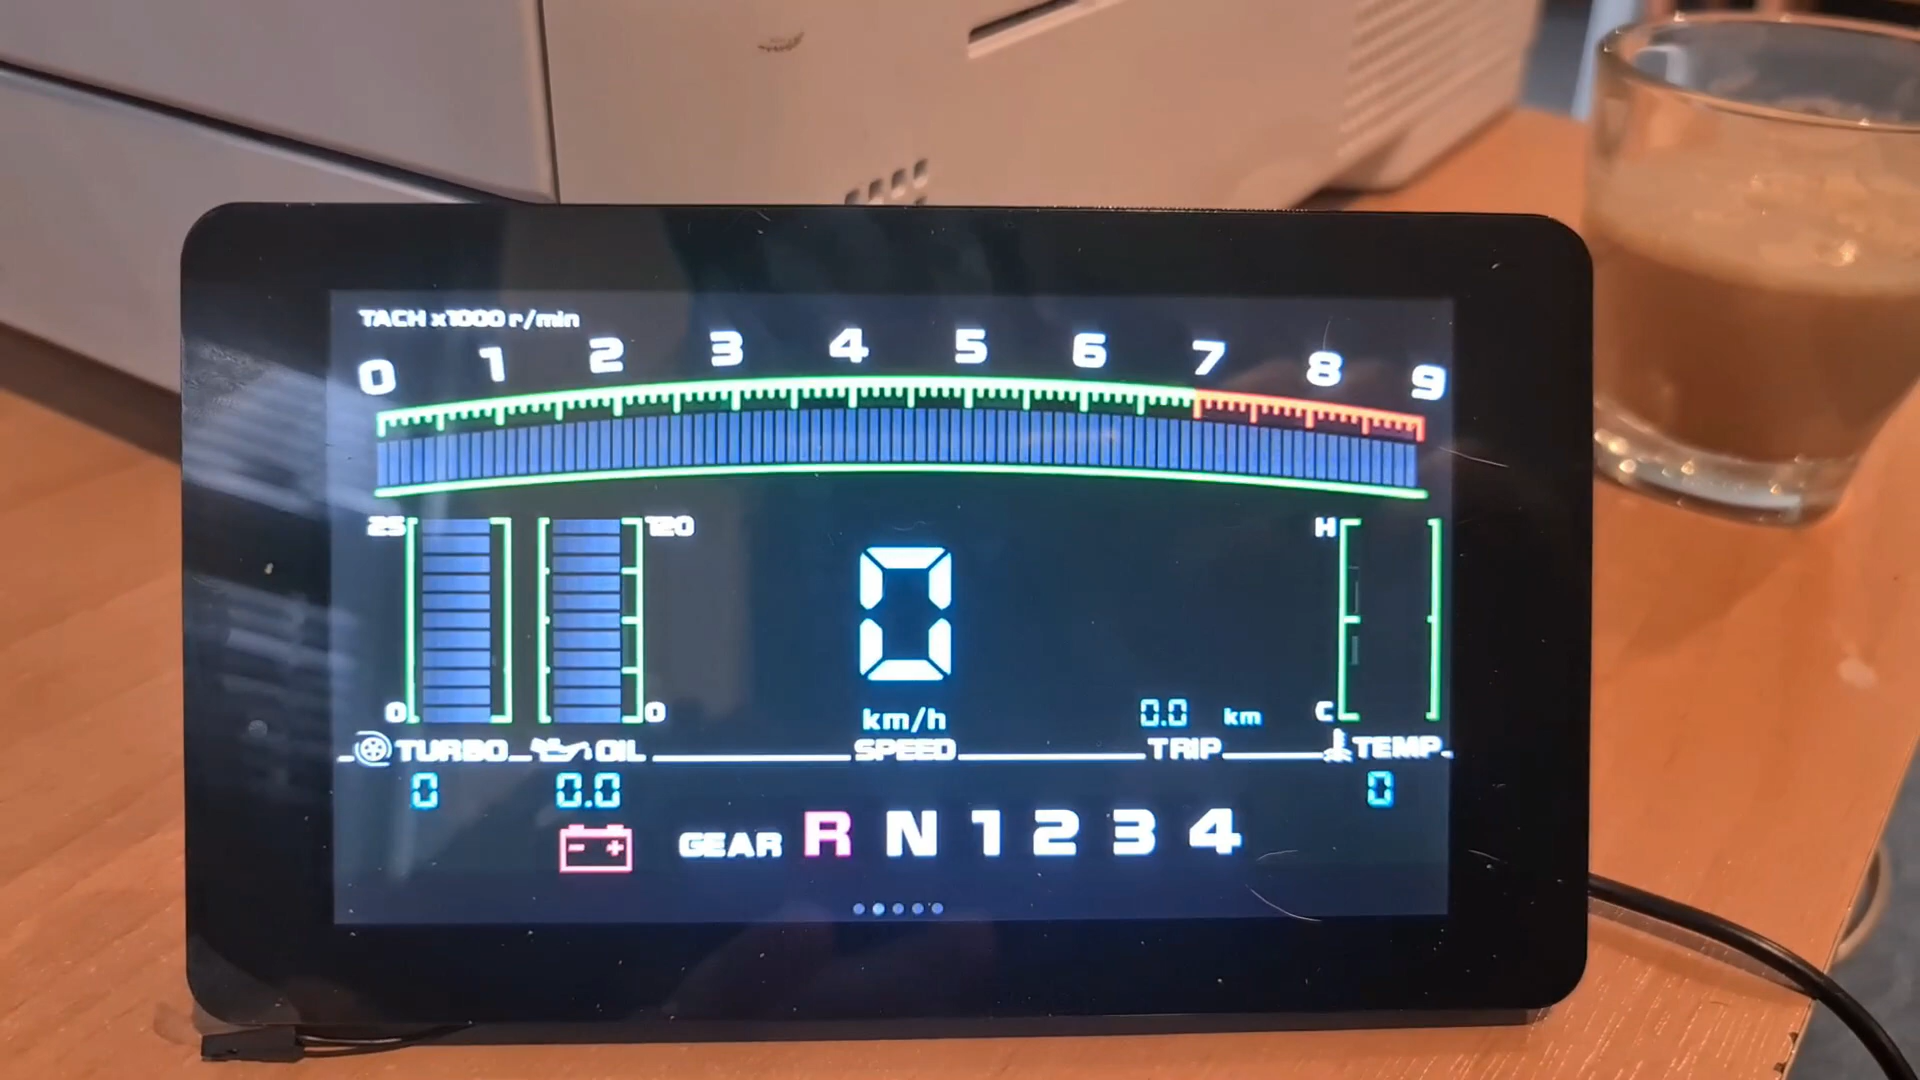 TACH x1000 r/min
0 1 2 3 4 5 6 7 8 9
25 120 H
0
0 0 C
km/h 0.0 km
TURBO OIL SPEED TRIP TEMP.
0 0.0 0
- + GEAR R N 1 2 3 4